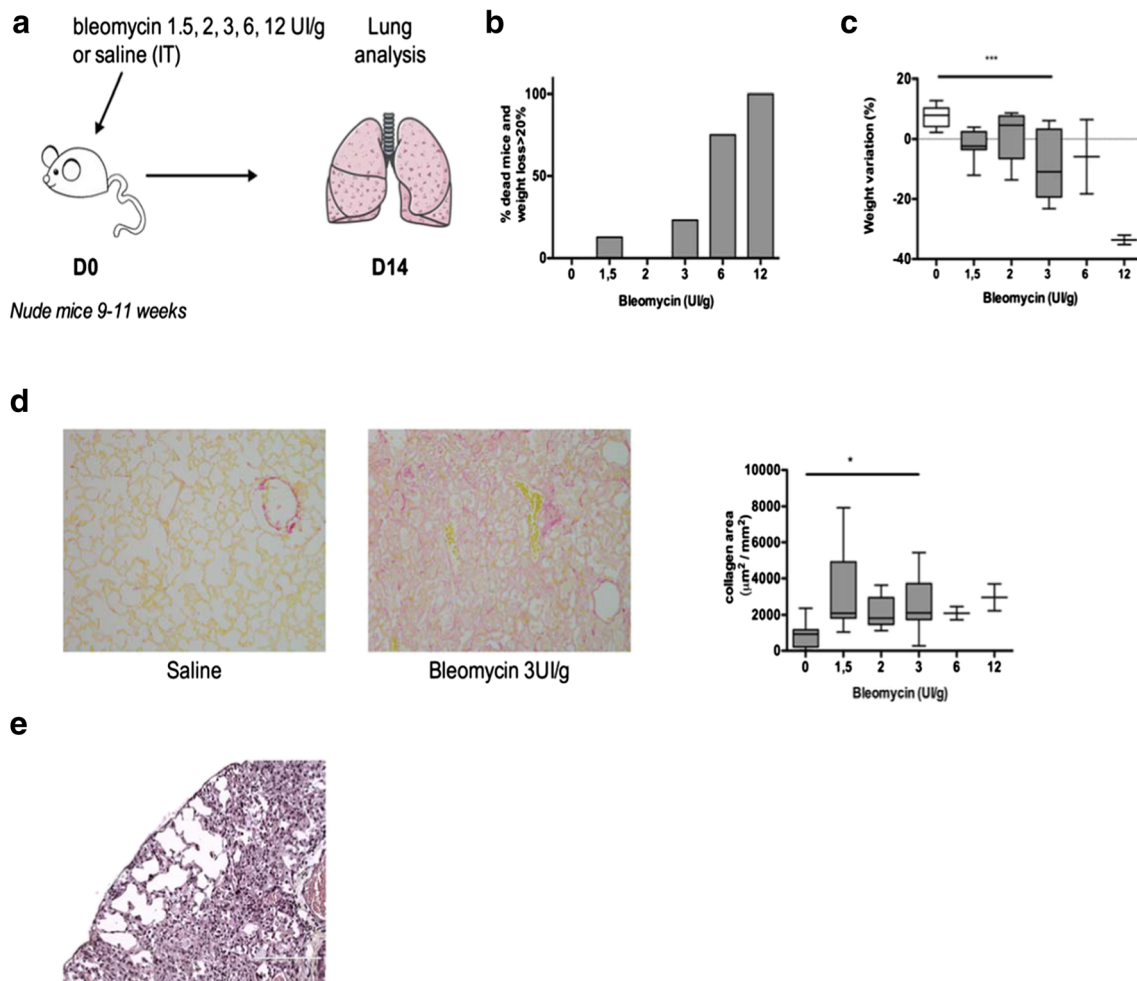 a
bleomycin 1.5, 2, 3, 6, 12 UI/g
or saline (IT)
Lung
analysis
D0
D14
Nude mice 9-11 weeks
b
% dead mice and
weight loss>20%
100
50
0
0 1,5 2 3 6 12
Bleomycin (UI/g)
c
***
Weight variation (%)
20
0
-20
-40
0 1,5 2 3 6 12
Bleomycin (UI/g)
d
Saline
Bleomycin 3UI/g
*
collagen area
(µm² / mm²)
10000
8000
6000
4000
2000
0
0 1,5 2 3 6 12
Bleomycin (UI/g)
e